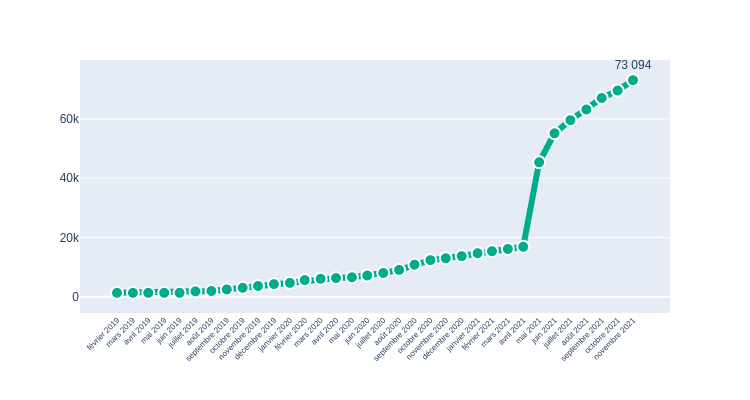 73 094
60k
40k
20k
0
février 2019
mars 2019
avril 2019
mai 2019
juin 2019
juillet 2019
août 2019
septembre 2019
octobre 2019
novembre 2019
décembre 2019
janvier 2020
février 2020
mars 2020
avril 2020
mai 2020
juin 2020
juillet 2020
août 2020
septembre 2020
octobre 2020
novembre 2020
décembre 2020
janvier 2021
février 2021
mars 2021
avril 2021
mai 2021
juin 2021
juillet 2021
août 2021
septembre 2021
octobre 2021
novembre 2021